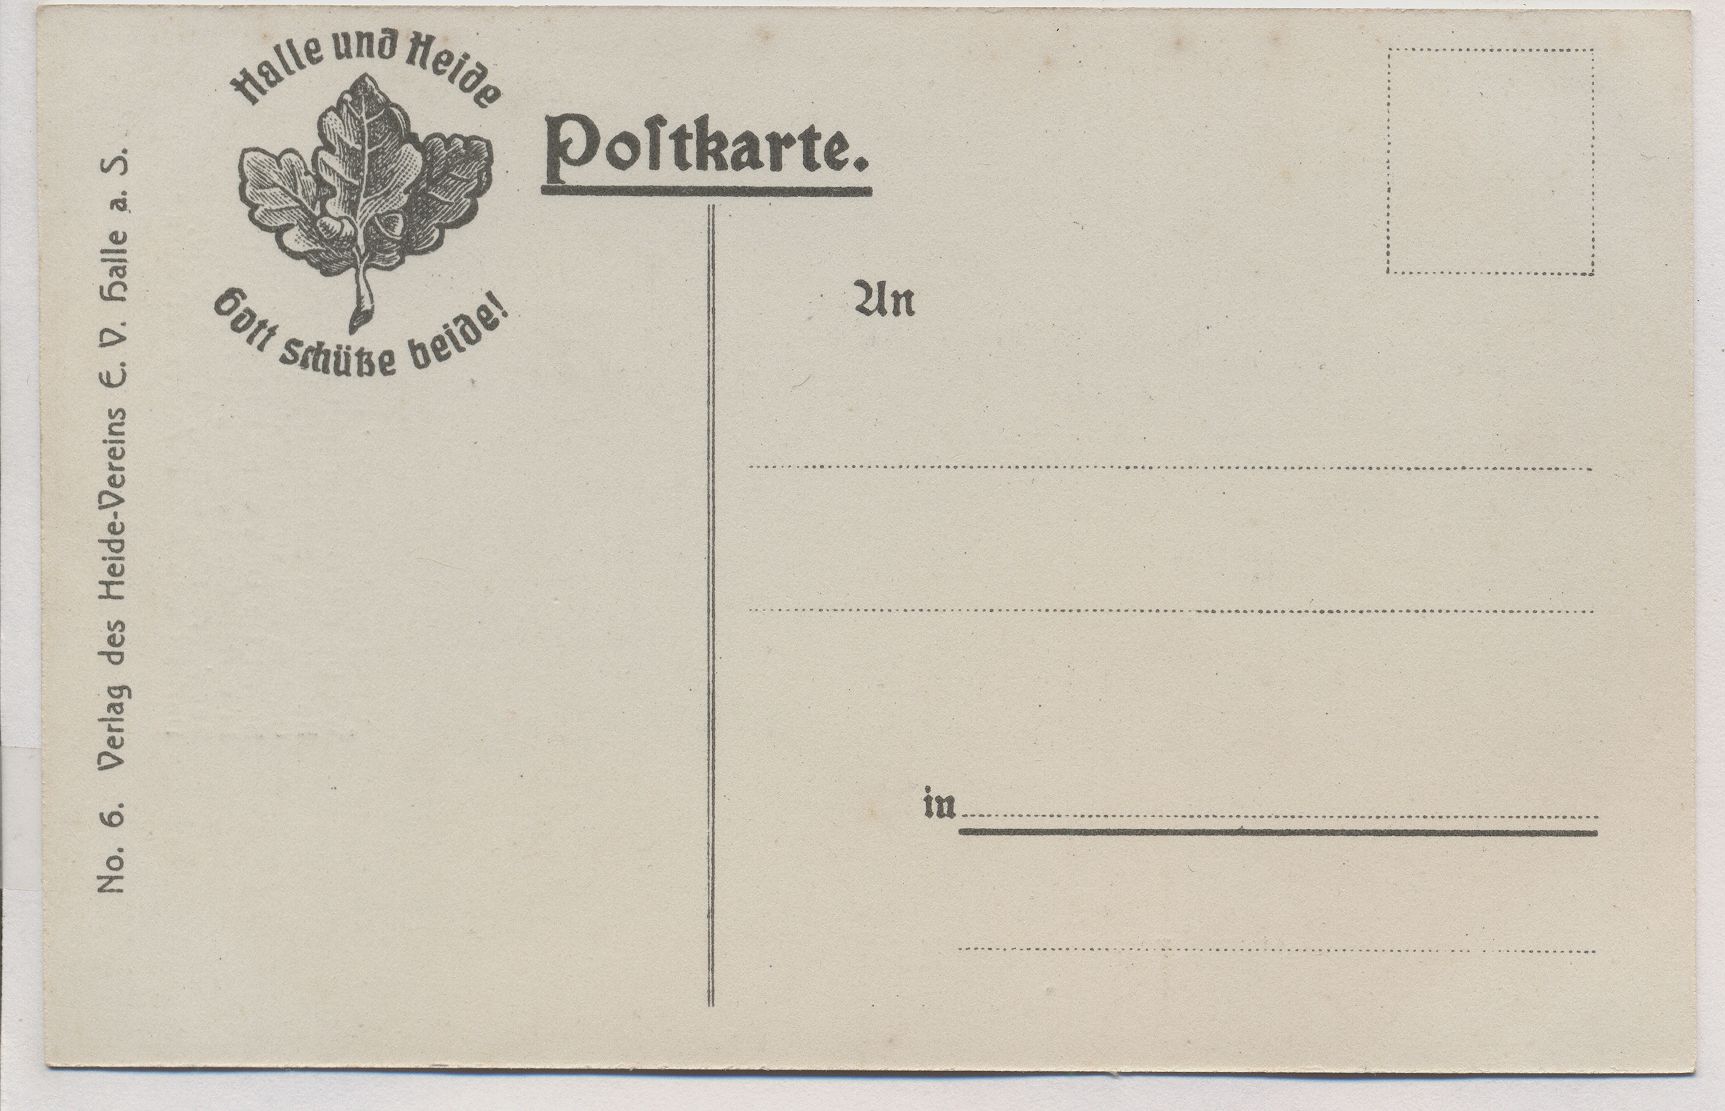 Halle und Heide
Gott schütze beide!
Poſtkarte.
An
in
No. 6. Verlag des Heide-Vereins E. V. Halle a. S.